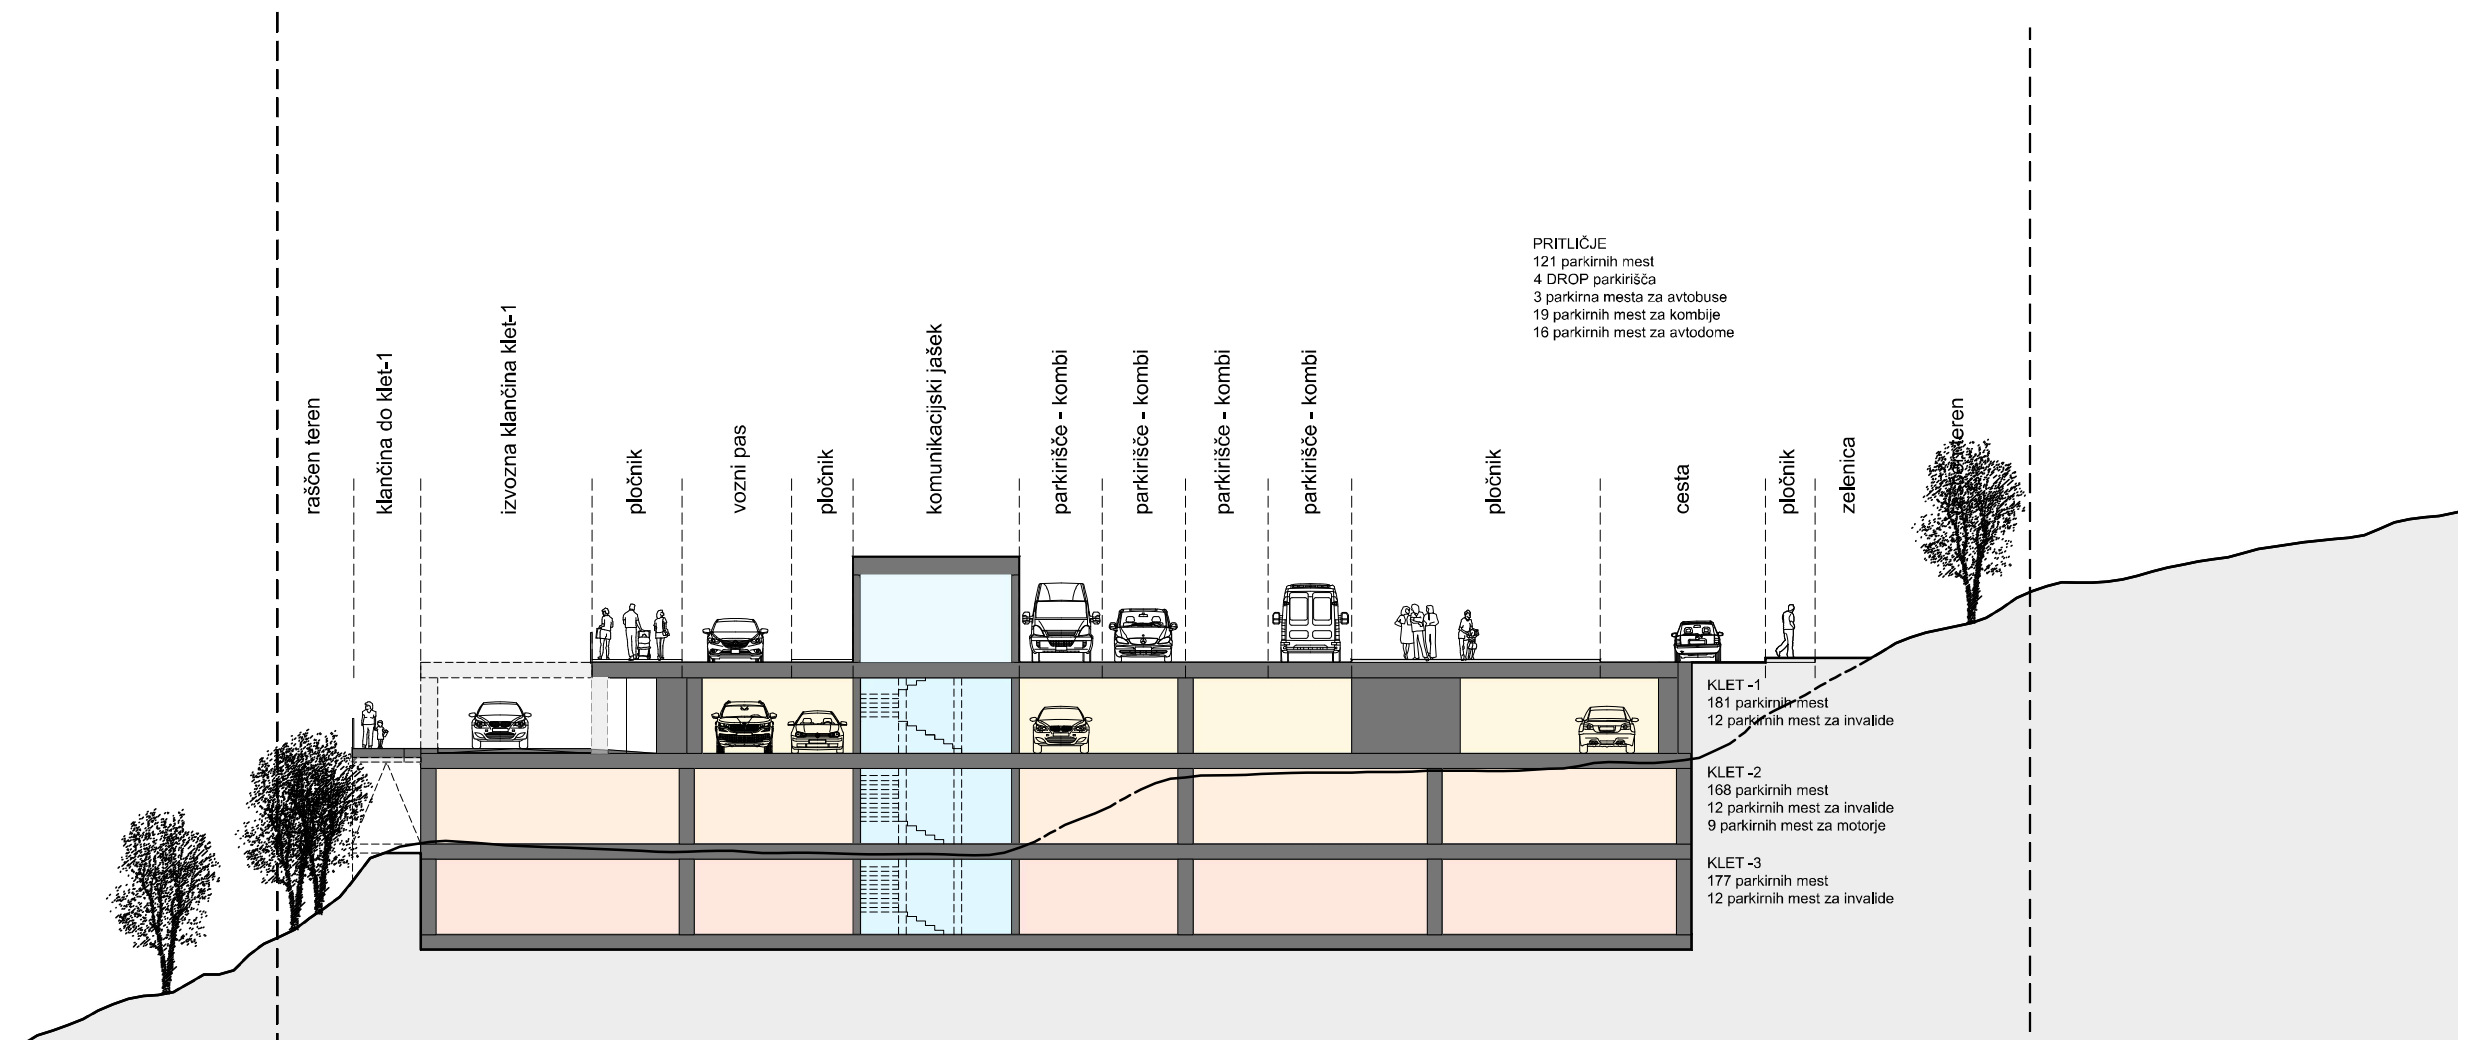 PRITLIČJE
121 parkirnih mest
4 DROP parkirišča
3 parkirna mesta za avtobuse
19 parkirnih mest za kombije
16 parkirnih mest za avtodome
raščen teren
klančina do klet-1
izvozna klančina klet-1
pločnik
vozni pas
pločnik
komunikacijski jašek
parkirišče - kombi
parkirišče - kombi
parkirišče - kombi
parkirišče - kombi
pločnik
cesta
pločnik
zelenica
teren
KLET -1
181 parkirnih mest
12 parkirnih mest za invalide
KLET -2
168 parkirnih mest
12 parkirnih mest za invalide
9 parkirnih mest za motorje
KLET -3
177 parkirnih mest
12 parkirnih mest za invalide